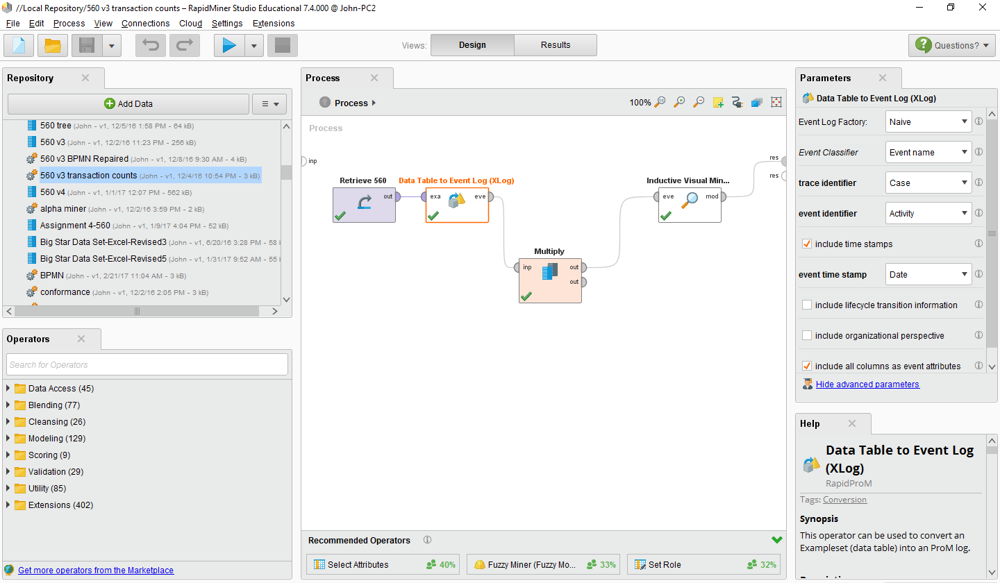 //Local Repository/560 v3 transaction counts – RapidMiner Studio Educational 7.4.000 @ John-PC2
File Edit Process View Connections Cloud Settings Extensions
Views: Design Results Questions?
Repository
Add Data
560 tree (John - v1, 12/5/16 1:58 PM - 64 kB)
560 v3 (John - v1, 12/2/16 11:23 PM - 256 kB)
560 v3 BPMN Repaired (John - v1, 12/8/16 9:30 AM - 4 kB)
560 v3 transaction counts (John - v1, 12/4/16 10:54 PM - 3 kB)
560 v4 (John - v1, 1/1/17 12:07 PM - 562 kB)
alpha miner (John - v1, 12/2/16 3:59 PM - 2 kB)
Assignment 4-560 (John - v1, 1/9/17 4:04 PM - 52 kB)
Big Star Data Set-Excel-Revised3 (John - v1, 6/20/16 3:28 PM - 58 k
Big Star Data Set-Excel-Revised5 (John - v1, 1/31/17 9:52 AM - 55 k
BPMN (John - v1, 2/21/17 11:04 AM - 3 kB)
conformance (John - v1, 12/2/16 2:05 PM - 3 kB)
Operators
Search for Operators
Data Access (45)
Blending (77)
Cleansing (26)
Modeling (129)
Scoring (9)
Validation (29)
Utility (85)
Extensions (402)
Get more operators from the Marketplace
Process
Process
100%
Process
inp
res
res
Retrieve 560
out
Data Table to Event Log (XLog)
exa eve
Inductive Visual Min...
eve mod
Multiply
inp out
out
Recommended Operators
Select Attributes 40%
Fuzzy Miner (Fuzzy Mo... 33%
Set Role 32%
Parameters
Data Table to Event Log (XLog)
Event Log Factory: Naive
Event Classifier Event name
trace identifier Case
event identifier Activity
include time stamps
event time stamp Date
include lifecycle transition information
include organizational perspective
include all columns as event attributes
Hide advanced parameters
Help
Data Table to Event Log
(XLog)
RapidProM
Tags: Conversion
Synopsis
This operator can be used to convert an
Exampleset (data table) into an ProM log.